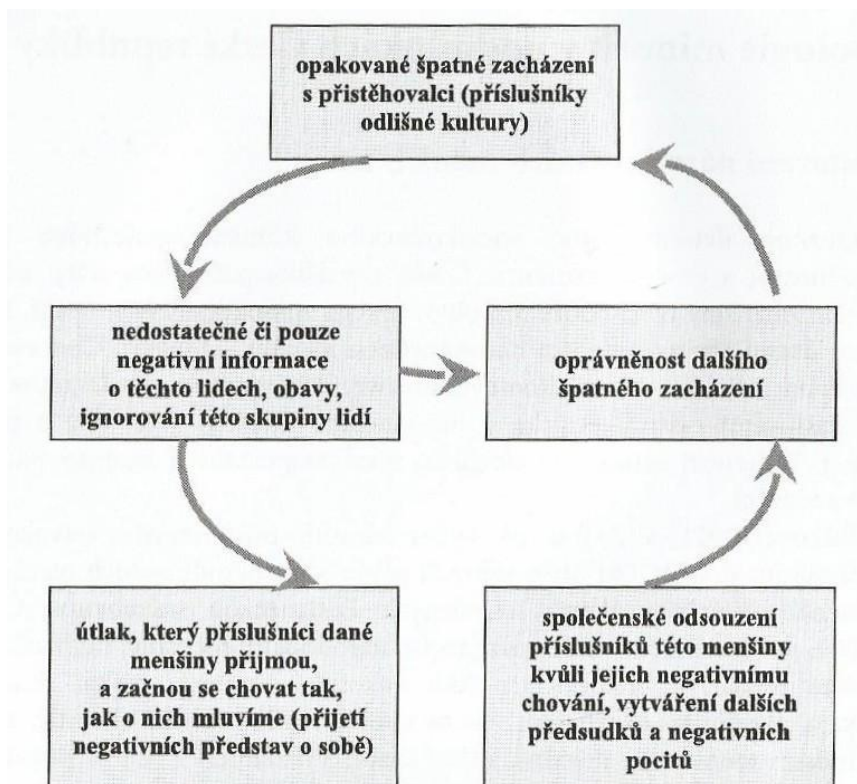 opakované špatné zacházení
s přistěhovalci (příslušníky
odlišné kultury)
nedostatečné či pouze
negativní informace
o těchto lidech, obavy,
ignorování této skupiny lidí
oprávněnost dalšího
špatného zacházení
útlak, který příslušníci dané
menšiny přijmou,
a začnou se chovat tak,
jak o nich mluvíme (přijetí
negativních představ o sobě)
společenské odsouzení
příslušníků této menšiny
kvůli jejich negativnímu
chování, vytváření dalších
předsudků a negativních
pocitů